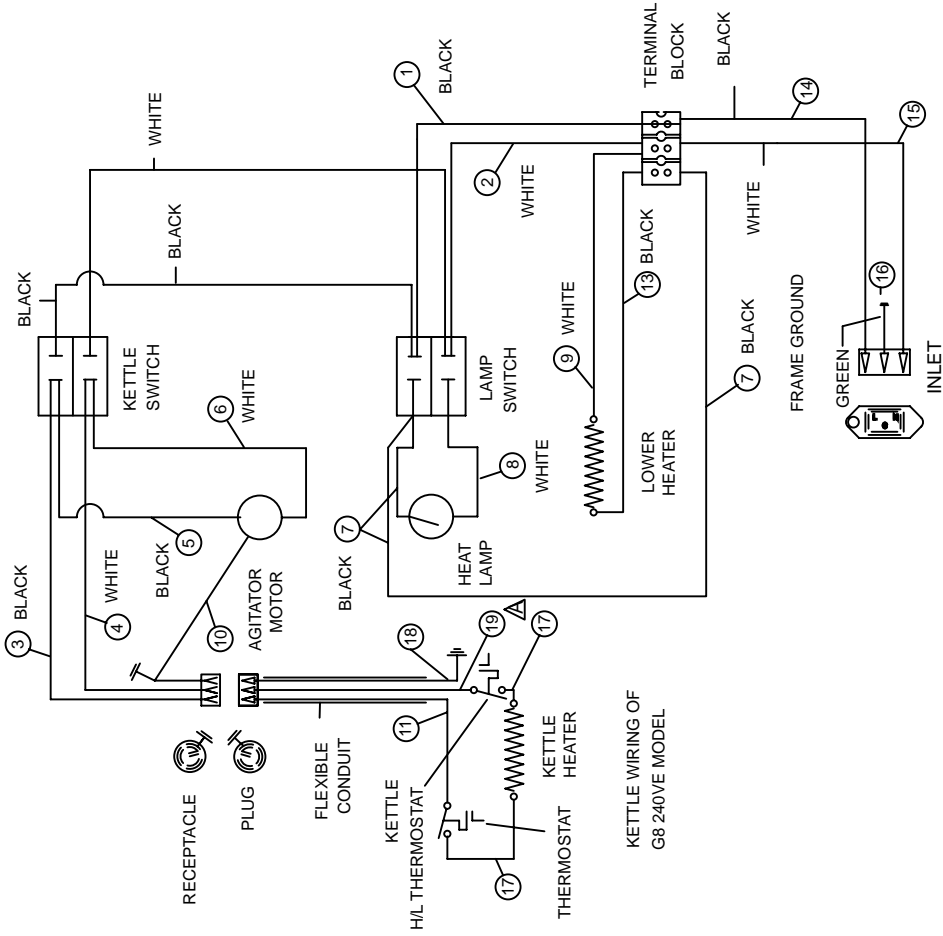 WHITE
BLACK
BLACK
KETTLE
SWITCH
6
WHITE
3
BLACK
4
WHITE
BLACK
5
10
AGITATOR
MOTOR
1
BLACK
2
WHITE
TERMINAL
BLOCK
BLACK
14
15
WHITE
LAMP
SWITCH
7
BLACK
8
WHITE
HEAT
LAMP
9
WHITE
13
BLACK
LOWER
HEATER
7
BLACK
FRAME GROUND
16
GREEN
INLET
RECEPTACLE
PLUG
FLEXIBLE
CONDUIT
18
19
A
17
11
KETTLE
H/L THERMOSTAT
KETTLE
HEATER
17
THERMOSTAT
KETTLE WIRING OF
G8 240VE MODEL